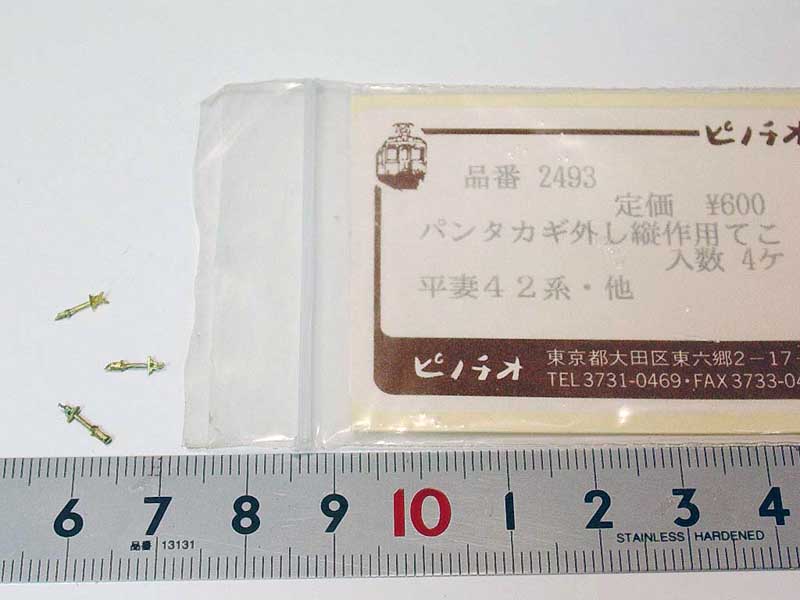 ピノチオ
品番 2493
定価 ¥600
パンタカギ外し縦作用てこ
入数 4ケ
平妻42系・他
ピノチオ 東京都大田区東六郷2-17-
TEL 3731-0469・FAX 3733-04
6 7 8 9 10 1 2 3 4
品番 13131
STAINLESS HARDENED